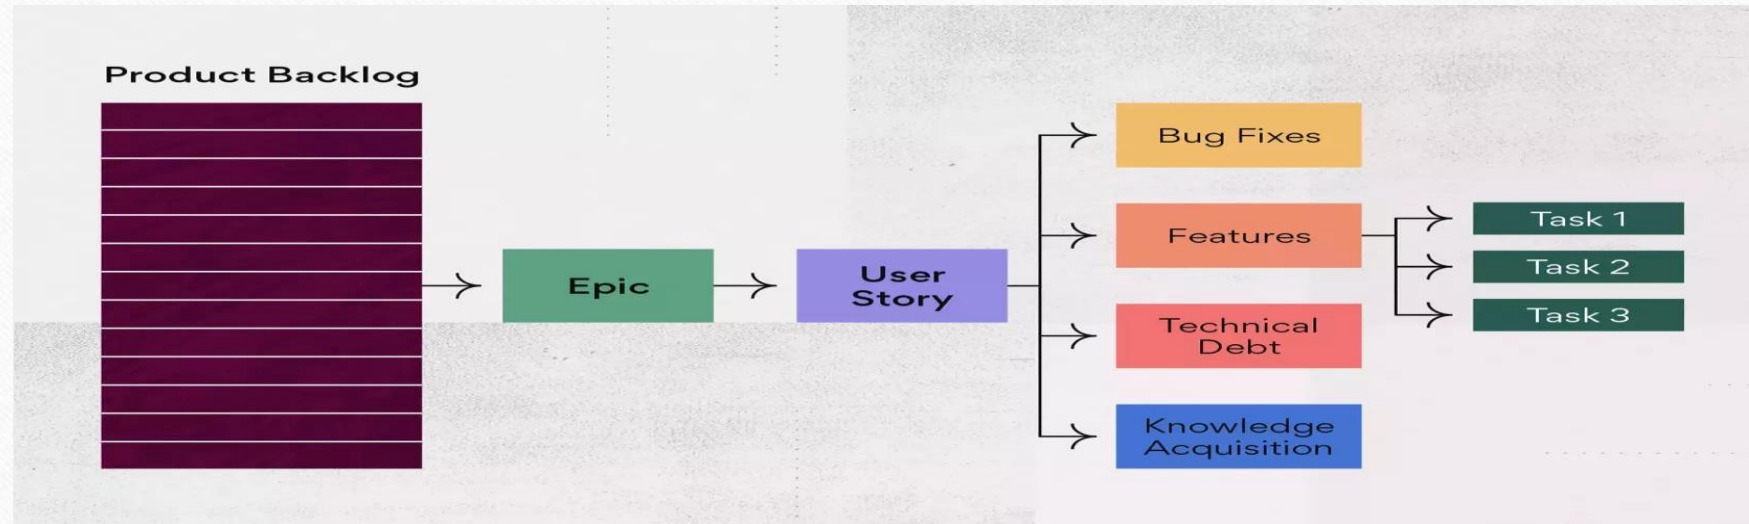 Product Backlog
Epic
User
Story
Bug Fixes
Features
Technical
Debt
Knowledge
Acquisition
Task 1
Task 2
Task 3